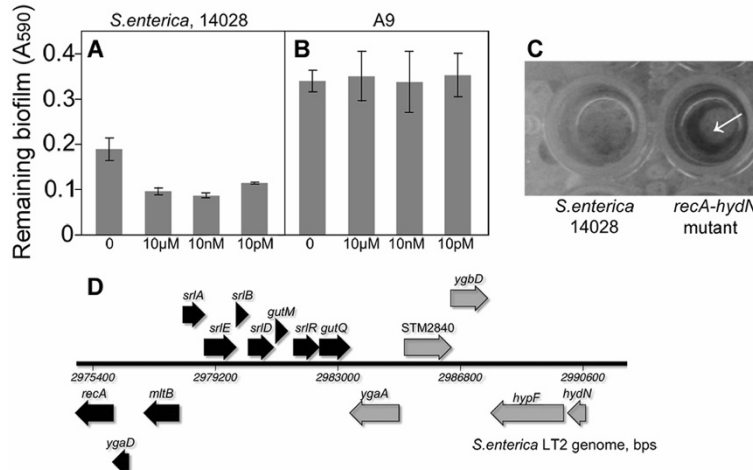 S.enterica, 14028
A9
Remaining biofilm (A590)
A
B
C
0.4
0.3
0.2
0.1
0
0 10µM 10nM 10pM
0 10µM 10nM 10pM
S.enterica
14028
recA-hydN
mutant
D
ygbD
srlA srlB
gutM
srlE srlD srlR gutQ STM2840
2975400 2979200 2983000 2986800 2990600
recA mltB ygaA hypF hydN
ygaD
S.enterica LT2 genome, bps